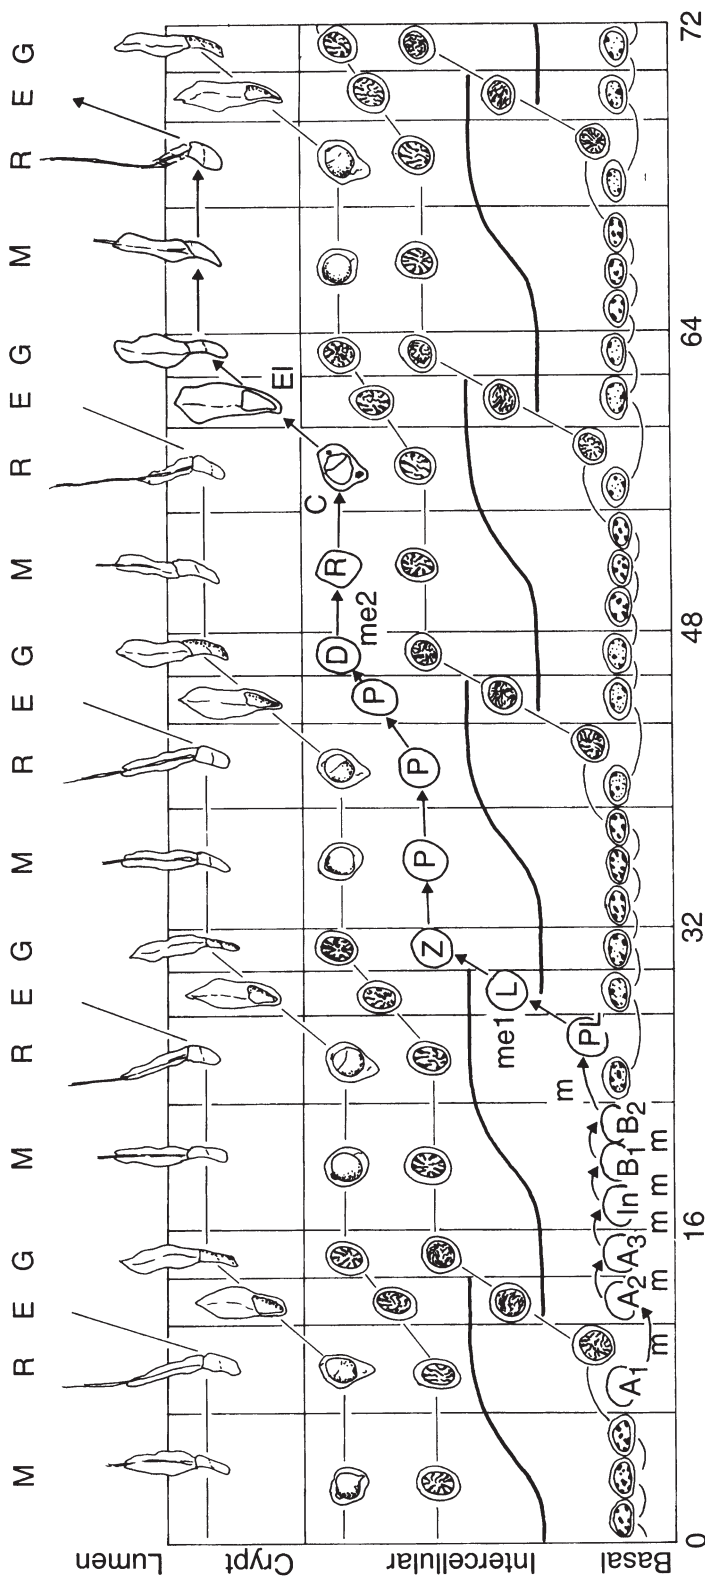 M R E G M R E G M R E G M R E G M R E G
Lumen
Crypt
El
Intercellular
D R C
me2
P P P
Z
me1 L
m PL
Basal
A1 A2 A3 In B1 B2
m m m m m
0 16 32 48 64 72